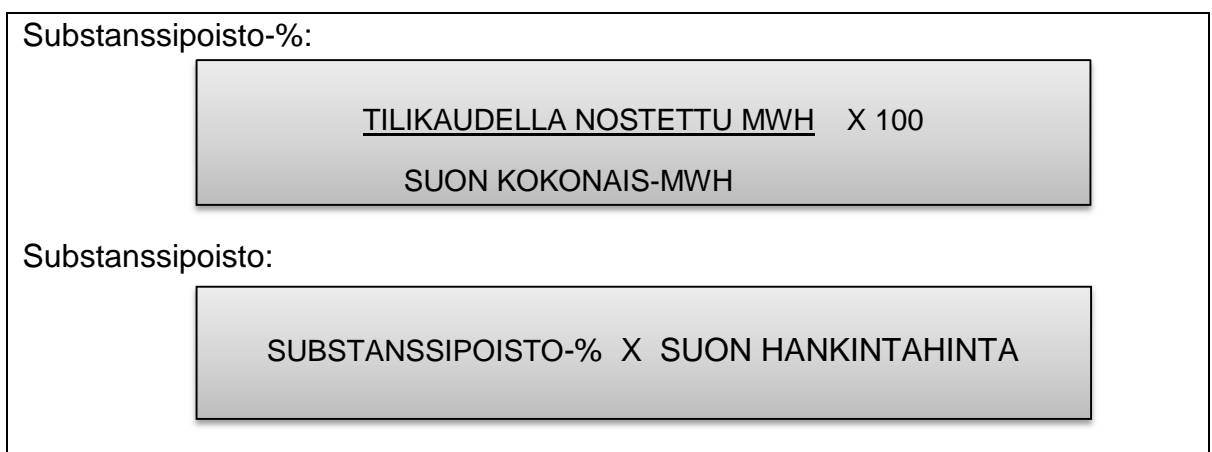 Substanssipoisto-%:
TILIKAUDELLA NOSTETTU MWH X 100
SUON KOKONAIS-MWH
Substanssipoisto:
SUBSTANSSIPOISTO-% X SUON HANKINTAHINTA